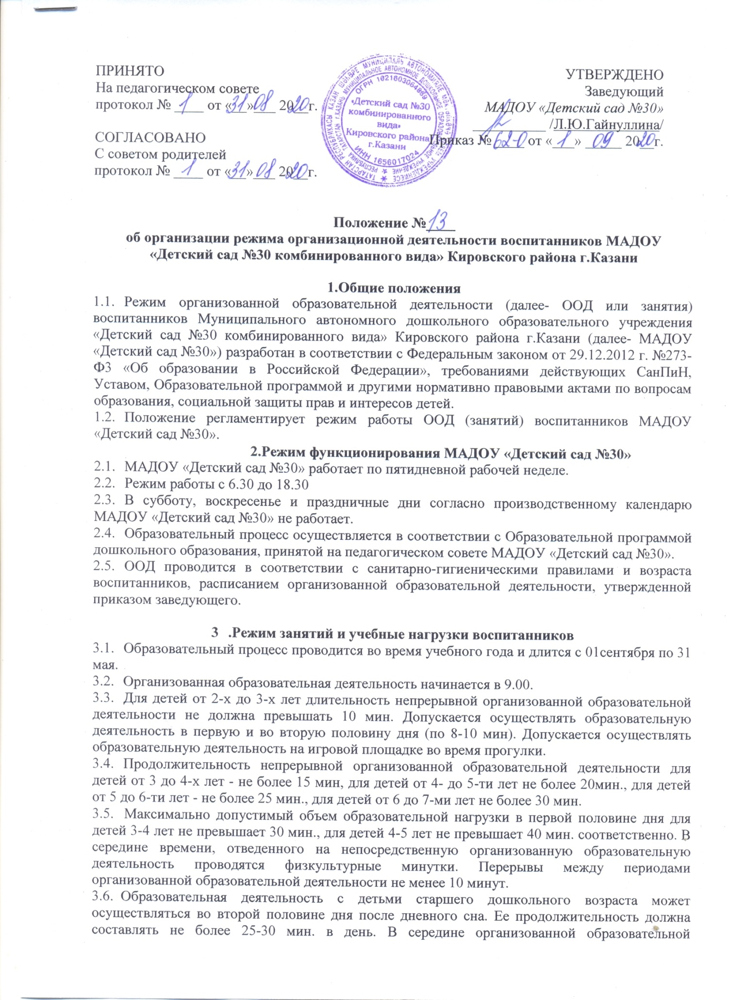 ПРИНЯТО
На педагогическом совете
протокол № 1 от «31» 08 2020г.
СОГЛАСОВАНО
С советом родителей
протокол № 1 от «31» 08 2020г.
УТВЕРЖДЕНО
Заведующий
МАДОУ «Детский сад №30»
/Л.Ю.Гайнуллина/
Приказ № 62-0 от «1» 09 2020г.
ОГРН 1021603064869
«Детский сад №30
комбинированного
вида»
Кировского района
г.Казани
ИНН 1656017024
Положение № 13
об организации режима организационной деятельности воспитанников МАДОУ
«Детский сад №30 комбинированного вида» Кировского района г.Казани
1.Общие положения
1.1. Режим организованной образовательной деятельности (далее- ООД или занятия)
воспитанников Муниципального автономного дошкольного образовательного учреждения
«Детский сад №30 комбинированного вида» Кировского района г.Казани (далее- МАДОУ
«Детский сад №30») разработан в соответствии с Федеральным законом от 29.12.2012 г. №273-
ФЗ «Об образовании в Российской Федерации», требованиями действующих СанПиН,
Уставом, Образовательной программой и другими нормативно правовыми актами по вопросам
образования, социальной защиты прав и интересов детей.
1.2. Положение регламентирует режим работы ООД (занятий) воспитанников МАДОУ
«Детский сад №30».
2.Режим функционирования МАДОУ «Детский сад №30»
2.1. МАДОУ «Детский сад №30» работает по пятидневной рабочей неделе.
2.2. Режим работы с 6.30 до 18.30
2.3. В субботу, воскресенье и праздничные дни согласно производственному календарю
МАДОУ «Детский сад №30» не работает.
2.4. Образовательный процесс осуществляется в соответствии с Образовательной программой
дошкольного образования, принятой на педагогическом совете МАДОУ «Детский сад №30».
2.5. ООД проводится в соответствии с санитарно-гигиеническими правилами и возраста
воспитанников, расписанием организованной образовательной деятельности, утвержденной
приказом заведующего.
3 .Режим занятий и учебные нагрузки воспитанников
3.1. Образовательный процесс проводится во время учебного года и длится с 01сентября по 31
мая.
3.2. Организованная образовательная деятельность начинается в 9.00.
3.3. Для детей от 2-х до 3-х лет длительность непрерывной организованной образовательной
деятельности не должна превышать 10 мин. Допускается осуществлять образовательную
деятельность в первую и во вторую половину дня (по 8-10 мин). Допускается осуществлять
образовательную деятельность на игровой площадке во время прогулки.
3.4. Продолжительность непрерывной организованной образовательной деятельности для
детей от 3 до 4-х лет - не более 15 мин, для детей от 4- до 5-ти лет не более 20мин., для детей
от 5 до 6-ти лет - не более 25 мин., для детей от 6 до 7-ми лет не более 30 мин.
3.5. Максимально допустимый объем образовательной нагрузки в первой половине дня для
детей 3-4 лет не превышает 30 мин., для детей 4-5 лет не превышает 40 мин. соответственно. В
середине времени, отведенного на непосредственную организованную образовательную
деятельность проводятся физкультурные минутки. Перерывы между периодами
организованной образовательной деятельности не менее 10 минут.
3.6. Образовательная деятельность с детьми старшего дошкольного возраста может
осуществляться во второй половине дня после дневного сна. Ее продолжительность должна
составлять не более 25-30 мин. в день. В середине организованной образовательной